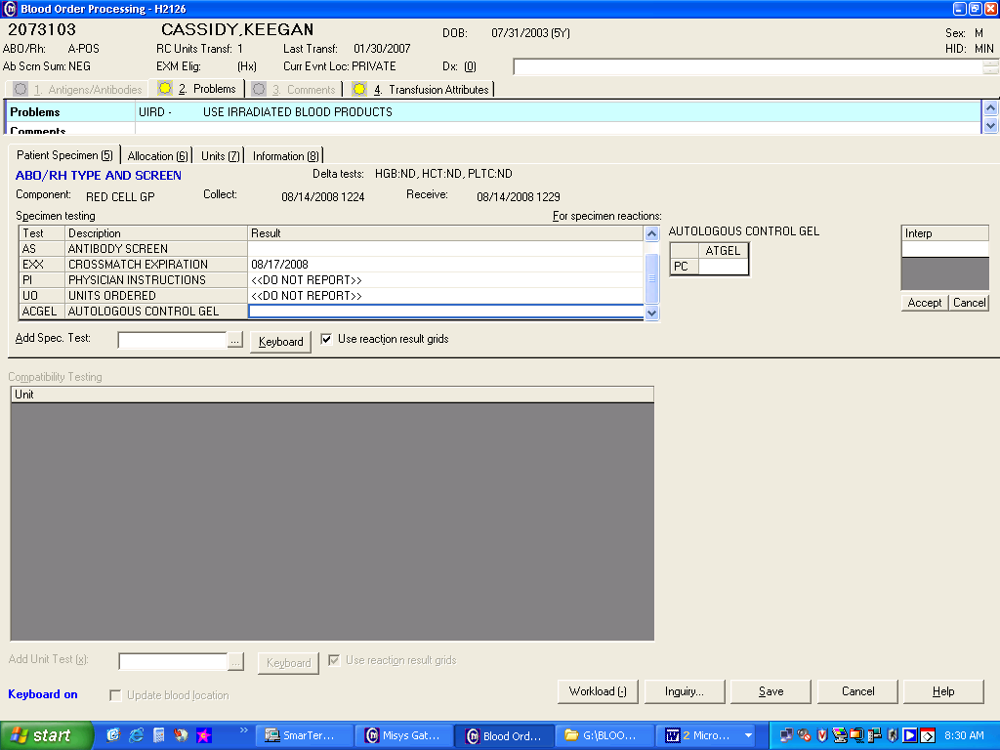 Blood Order Processing - H2126
2073103 CASSIDY,KEEGAN DOB: 07/31/2003 (5Y) Sex: M
ABO/Rh: A-POS RC Units Transf: 1 Last Transf: 01/30/2007 HID: MIN
Ab Scrn Sum: NEG EXM Elig: (Hx) Curr Evnt Loc: PRIVATE Dx: (0)
1. Antigens/Antibodies 2. Problems 3. Comments 4. Transfusion Attributes
Problems UIRD - USE IRRADIATED BLOOD PRODUCTS
Comments
Patient Specimen (5) Allocation (6) Units (7) Information (8)
ABO/RH TYPE AND SCREEN Delta tests: HGB:ND, HCT:ND, PLTC:ND
Component: RED CELL GP Collect: 08/14/2008 1224 Receive: 08/14/2008 1229
Specimen testing For specimen reactions:
Test Description Result AUTOLOGOUS CONTROL GEL Interp
AS ANTIBODY SCREEN ATGEL
EXX CROSSMATCH EXPIRATION 08/17/2008 PC
PI PHYSICIAN INSTRUCTIONS <<DO NOT REPORT>>
UO UNITS ORDERED <<DO NOT REPORT>>
ACGEL AUTOLOGOUS CONTROL GEL Accept Cancel
Add Spec. Test: ... Keyboard Use reaction result grids
Compatibility Testing
Unit
Add Unit Test (x): ... Keyboard Use reaction result grids
Keyboard on Update blood location Workload (-) Inquiry... Save Cancel Help
start SmarTer... Misys Gat... Blood Ord... G:\BLOO... 2 Micro... 8:30 AM